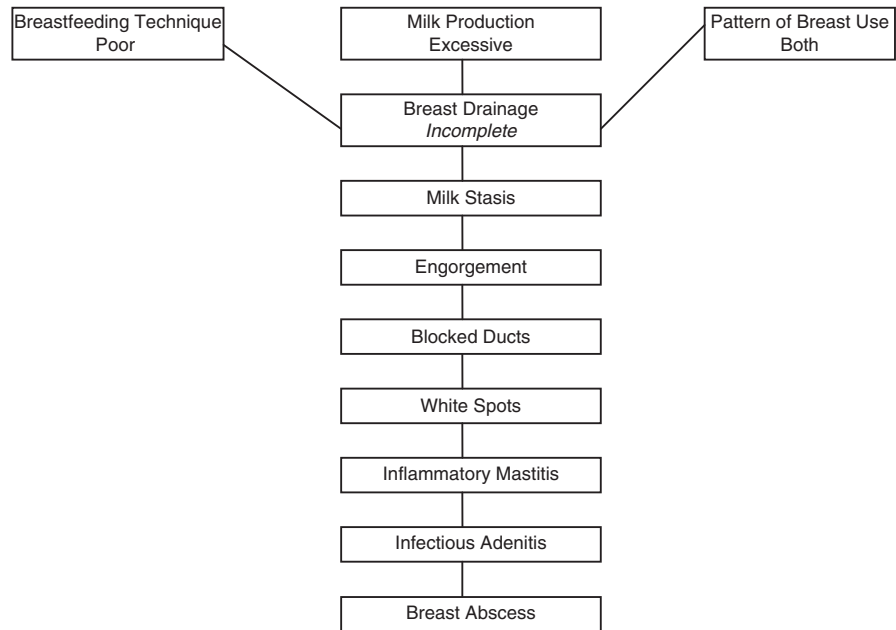 Breastfeeding Technique
Poor
Milk Production
Excessive
Pattern of Breast Use
Both
Breast Drainage
Incomplete
Milk Stasis
Engorgement
Blocked Ducts
White Spots
Inflammatory Mastitis
Infectious Adenitis
Breast Abscess